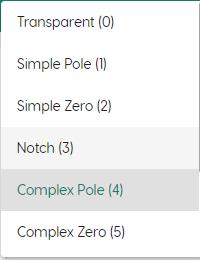 Transparent (0)
Simple Pole (1)
Simple Zero (2)
Notch (3)
Complex Pole (4)
Complex Zero (5)